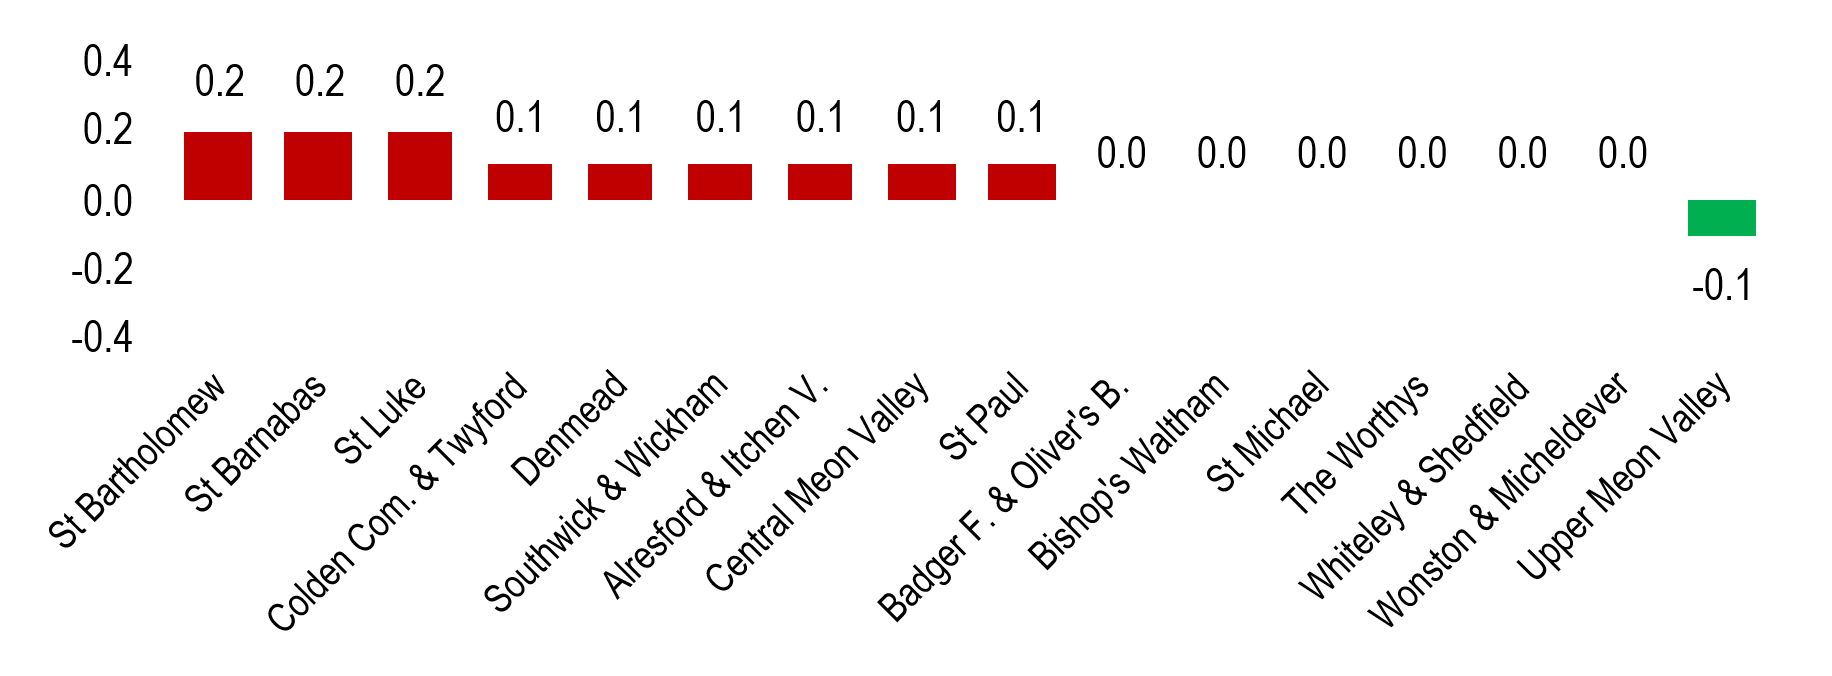 0.4
0.2
0.0
-0.2
-0.4
0.2
0.2
0.2
0.1
0.1
0.1
0.1
0.1
0.1
0.0
0.0
0.0
0.0
0.0
0.0
-0.1
St Bartholomew
St Barnabas
St Luke
Colden Com. & Twyford
Denmead
Southwick & Wickham
Alresford & Itchen V.
Central Meon Valley
St Paul
Badger F. & Oliver's B.
Bishop's Waltham
St Michael
The Worthys
Whiteley & Shedfield
Wonston & Micheldever
Upper Meon Valley